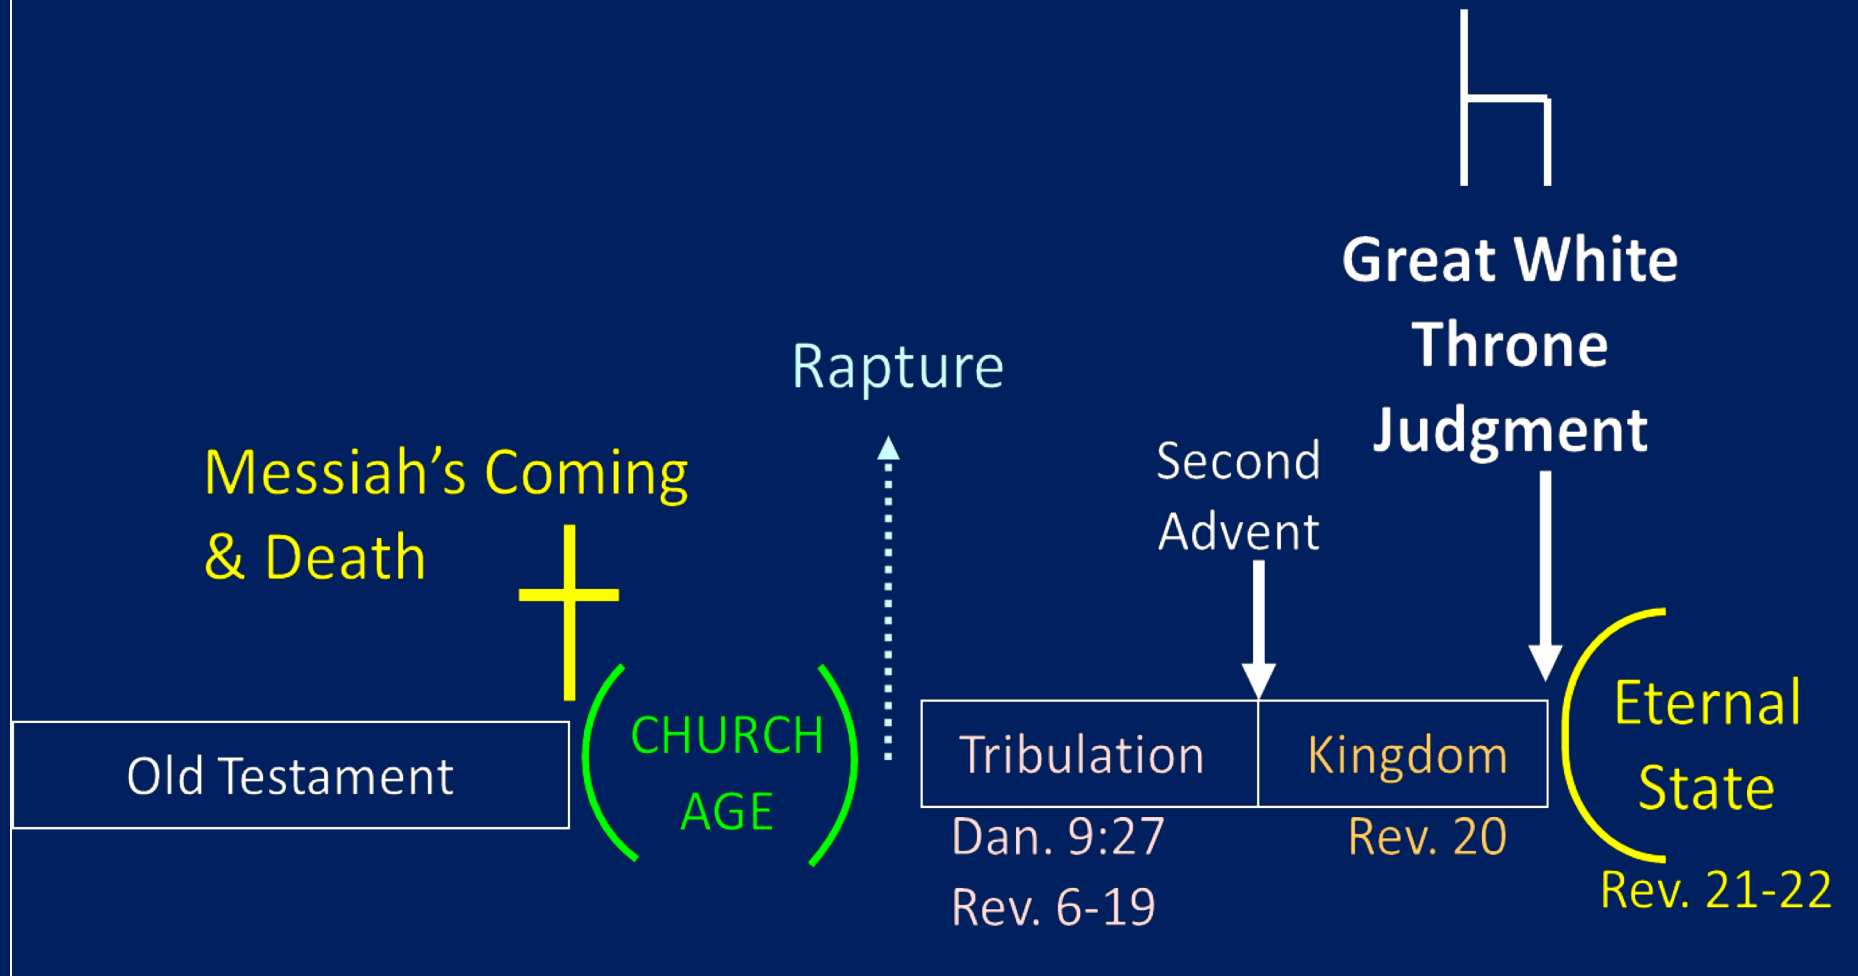 Great White
Throne
Judgment
Rapture
Second
Advent
Messiah’s Coming
& Death
Old Testament
CHURCH
AGE
Tribulation
Dan. 9:27
Rev. 6-19
Kingdom
Rev. 20
Eternal
State
Rev. 21-22